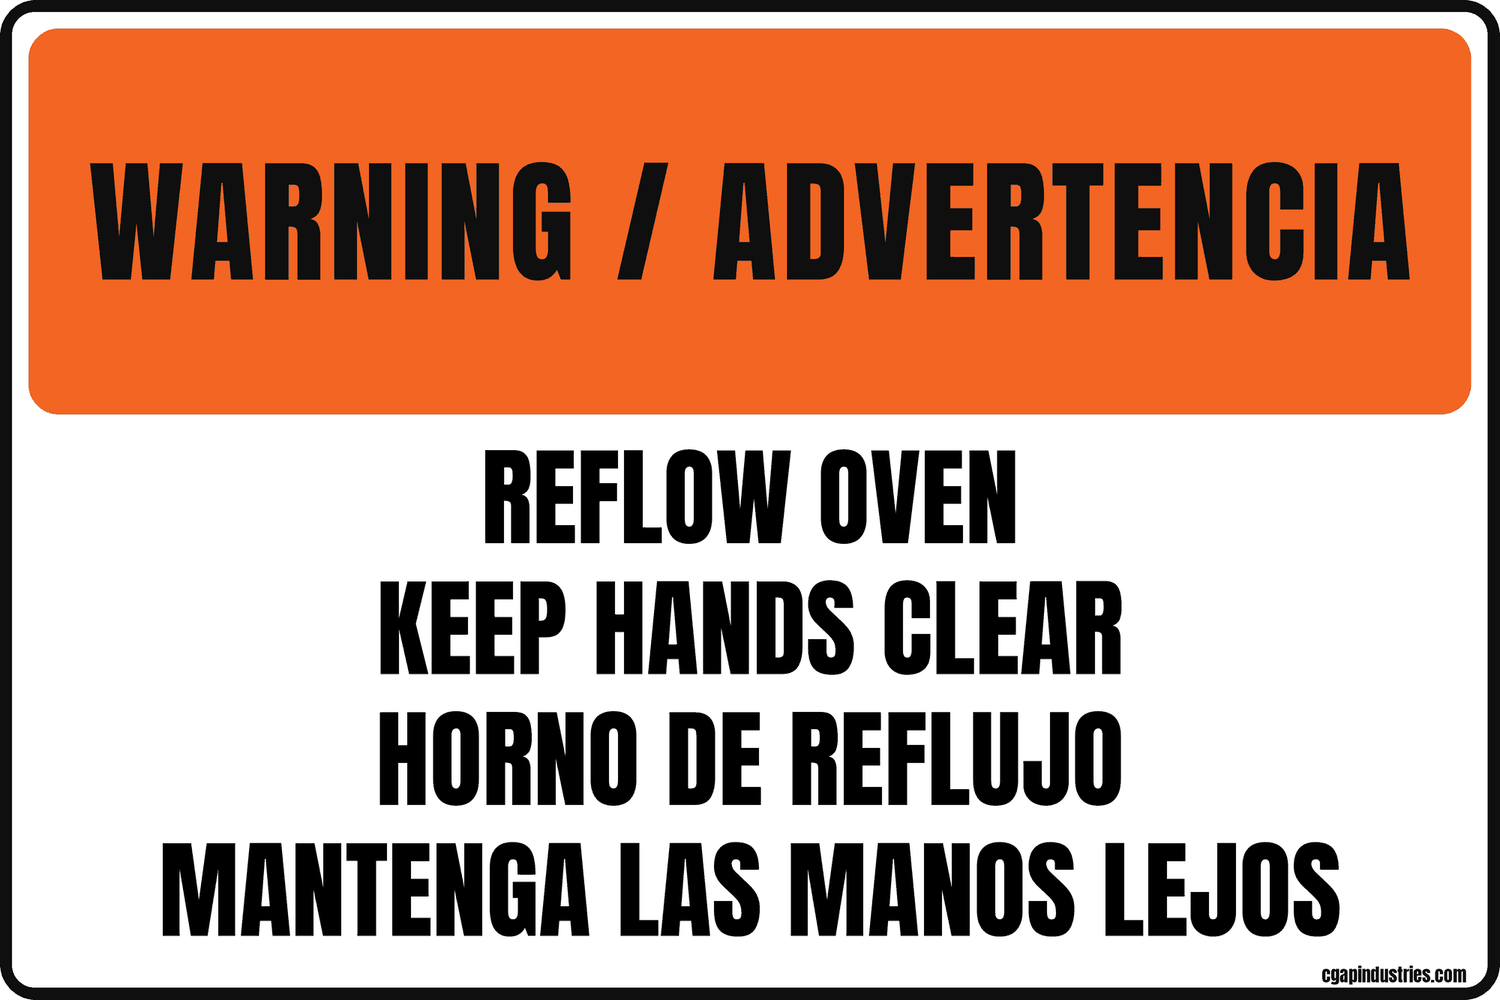 WARNING / ADVERTENCIA
REFLOW OVEN
KEEP HANDS CLEAR
HORNO DE REFLUJO
MANTENGA LAS MANOS LEJOS
cgapindustries.com